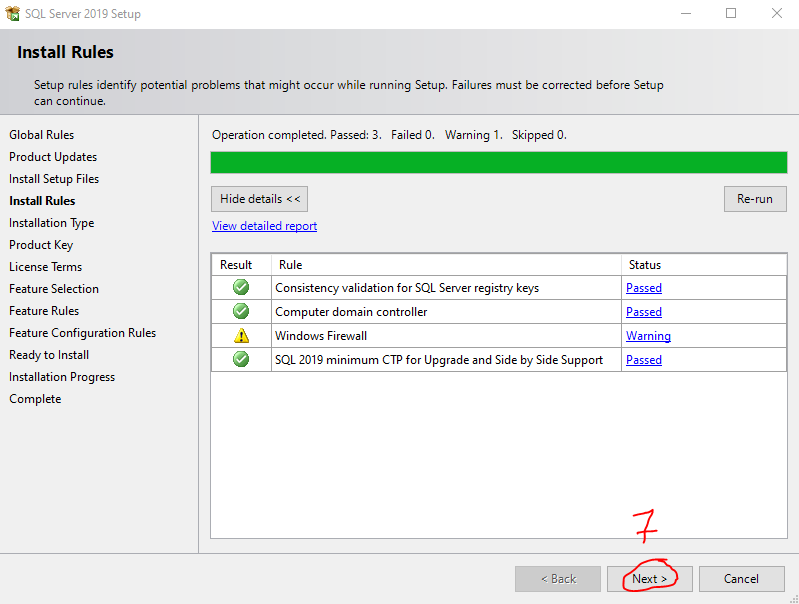 SQL Server 2019 Setup
Install Rules
Setup rules identify potential problems that might occur while running Setup. Failures must be corrected before Setup
can continue.
Global Rules
Product Updates
Install Setup Files
Install Rules
Installation Type
Product Key
License Terms
Feature Selection
Feature Rules
Feature Configuration Rules
Ready to Install
Installation Progress
Complete
Operation completed. Passed: 3.   Failed 0.   Warning 1.   Skipped 0.
Hide details <<
Re-run
View detailed report
Result Rule Status
Consistency validation for SQL Server registry keys Passed
Computer domain controller Passed
Windows Firewall Warning
SQL 2019 minimum CTP for Upgrade and Side by Side Support Passed
7
< Back Next > Cancel